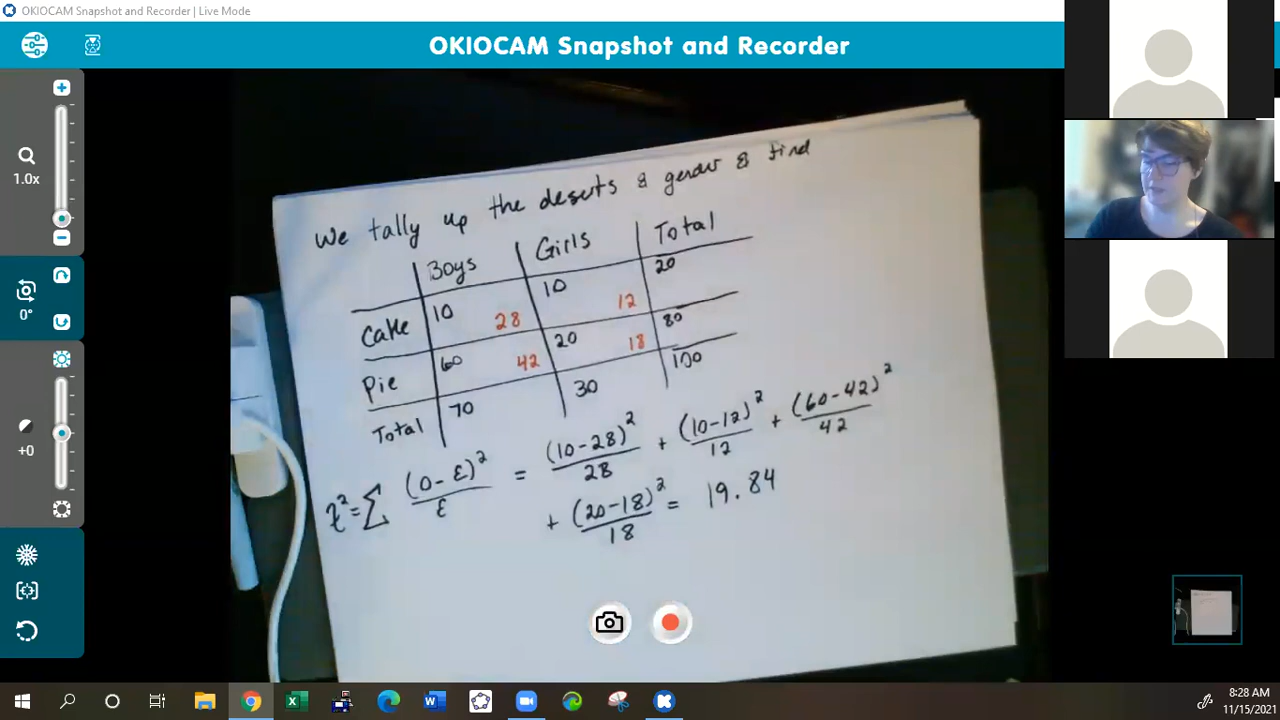 OKIOCAM Snapshot and Recorder | Live Mode
OKIOCAM Snapshot and Recorder
1.0x
0°
+0
We tally up the deserts & gender & find
Boys Girls Total
Cake 10 28 10 12 20
Pie 60 42 20 18 80
Total 70 30 100
χ² = ∑ (O-E)²/E = (10-28)²/28 + (10-12)²/12 + (60-42)²/42
+ (20-18)²/18 = 19.84
8:28 AM
11/15/2021